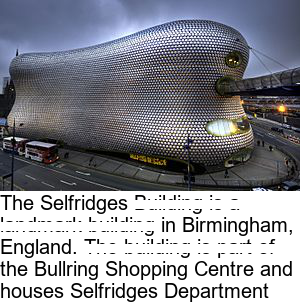 The Selfridges Building is a
landmark building in Birmingham,
England. The building is part of
the Bullring Shopping Centre and
houses Selfridges Department